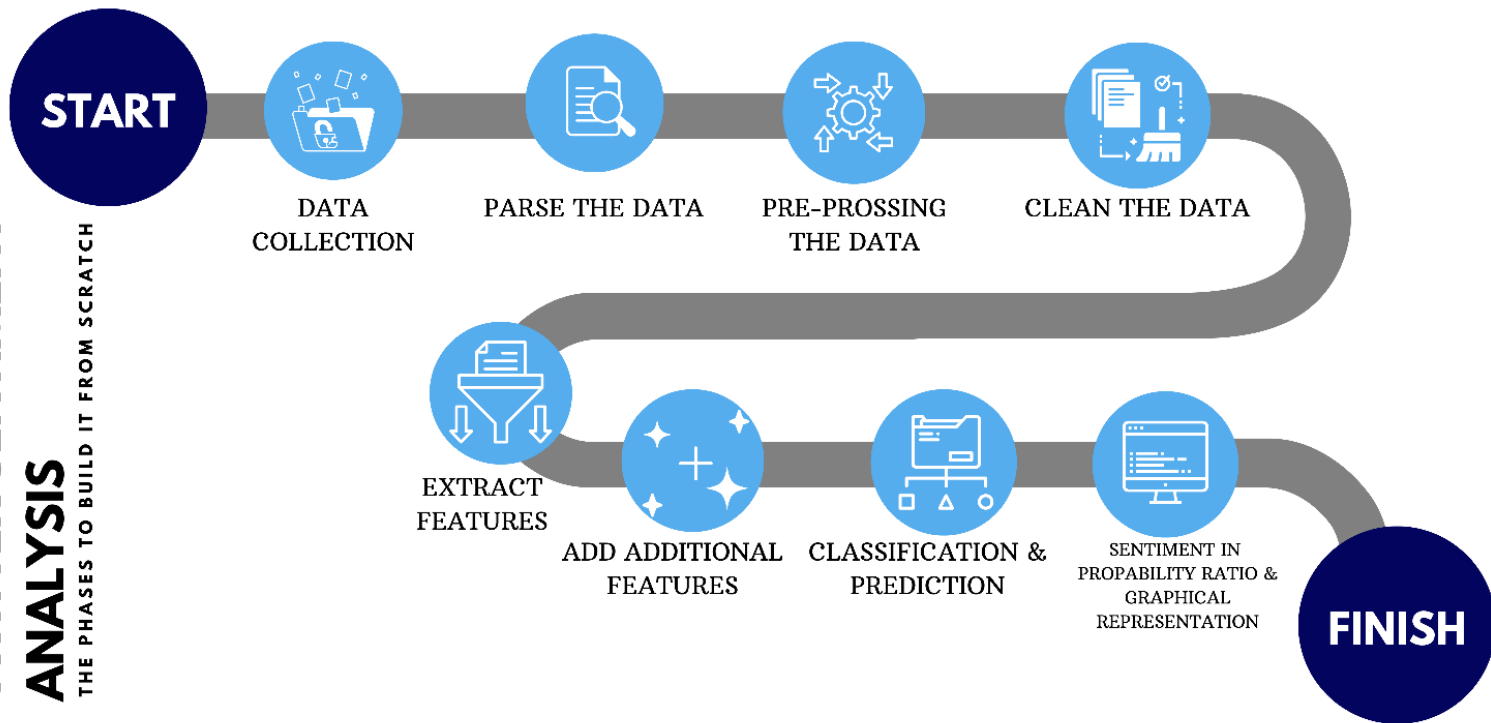 START
DATA
COLLECTION
PARSE THE DATA
PRE-PROSSING
THE DATA
CLEAN THE DATA
EXTRACT
FEATURES
ADD ADDITIONAL
FEATURES
CLASSIFICATION &
PREDICTION
SENTIMENT IN
PROPABILITY RATIO &
GRAPHICAL
REPRESENTATION
FINISH
ANALYSIS
THE PHASES TO BUILD IT FROM SCRATCH